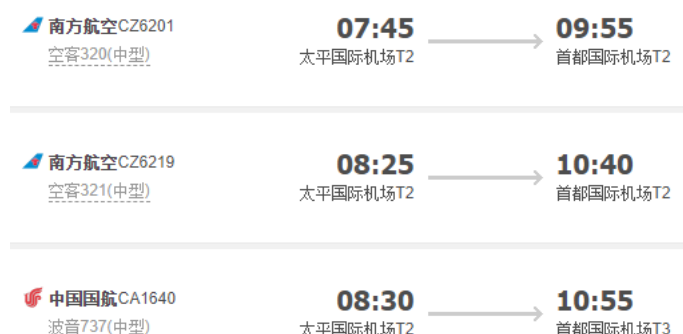 南方航空CZ6201 07:45 09:55
空客320(中型) 太平国际机场T2 首都国际机场T2
南方航空CZ6219 08:25 10:40
空客321(中型) 太平国际机场T2 首都国际机场T2
中国国航CA1640 08:30 10:55
波音737(中型) 太平国际机场T2 首都国际机场T3